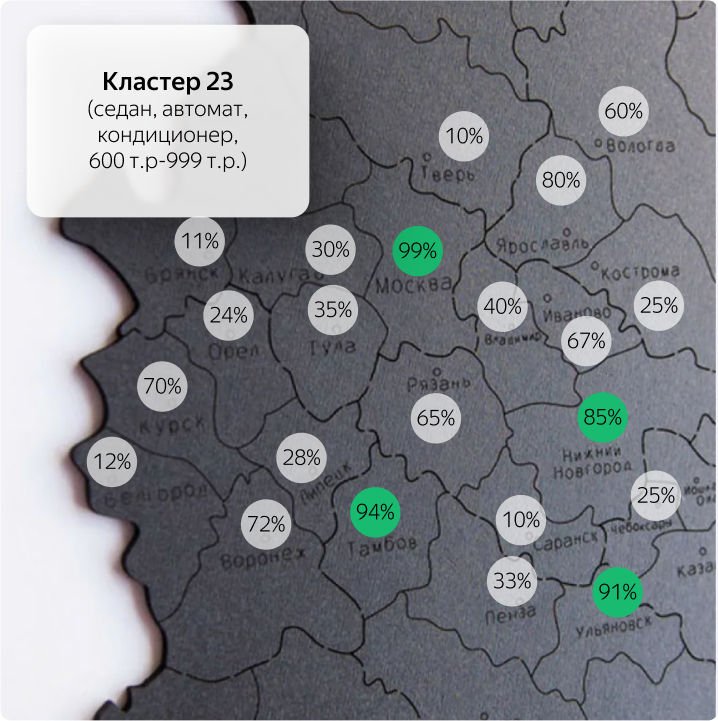 Кластер 23
(седан, автомат,
кондиционер,
600 т.р-999 т.р.)
60%
Вологда
10%
Тверь
80%
Ярославль
11%
Брянск
30%
Калуга
99%
Москва
Кострома
25%
24%
Орел
35%
Тула
40%
Владимир
Иваново
67%
70%
Курск
Рязань
65%
85%
Нижний
Новгород
12%
Белгород
28%
Липецк
25%
Чебоксары
72%
Воронеж
94%
Тамбов
10%
Саранск
33%
Пенза
91%
Ульяновск